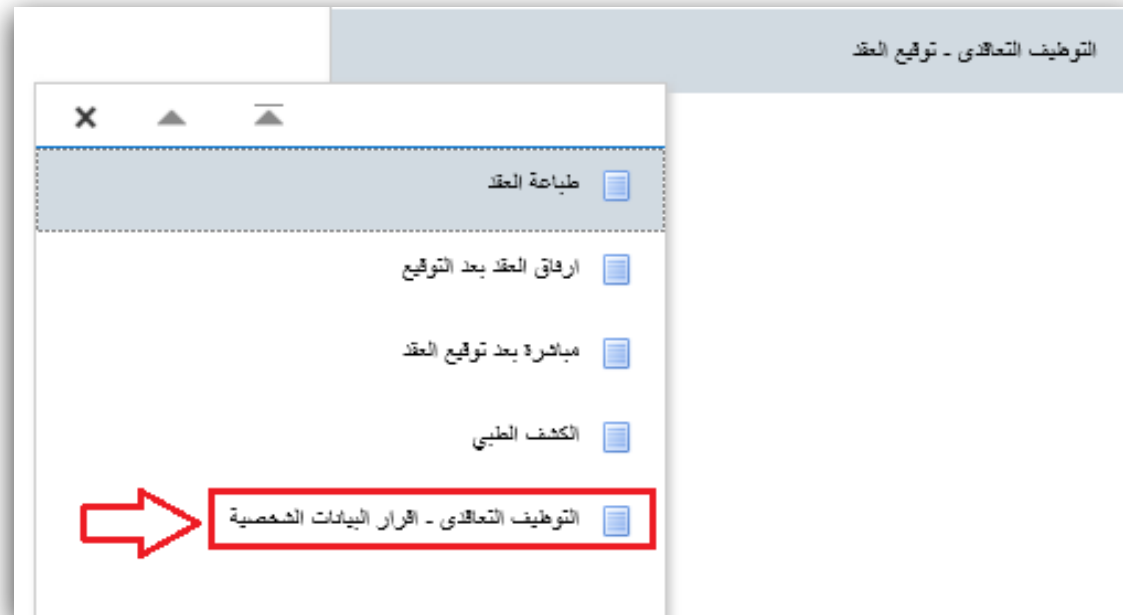 التوظيف التعاقدى - توقيع العقد
طباعة العقد
ارفاق العقد بعد التوقيع
مباشرة بعد توقيع العقد
الكشف الطبي
التوظيف التعاقدى - اقرار البيانات الشخصية